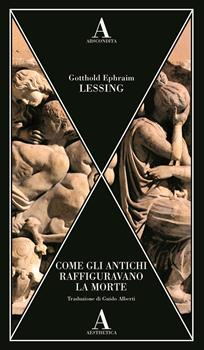 A
ABSCONDITA
Gotthold Ephraim
LESSING
COME GLI ANTICHI
RAFFIGURAVANO
LA MORTE
Traduzione di Guido Alberti
A
AESTHETICA